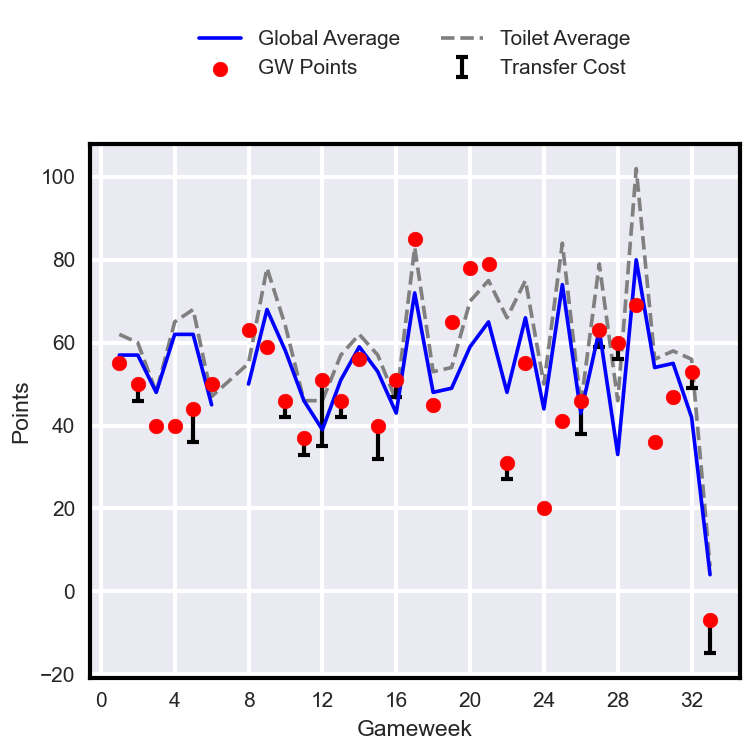 Global Average
Toilet Average
GW Points
Transfer Cost
100
80
60
40
20
0
−20
Points
0 4 8 12 16 20 24 28 32
Gameweek